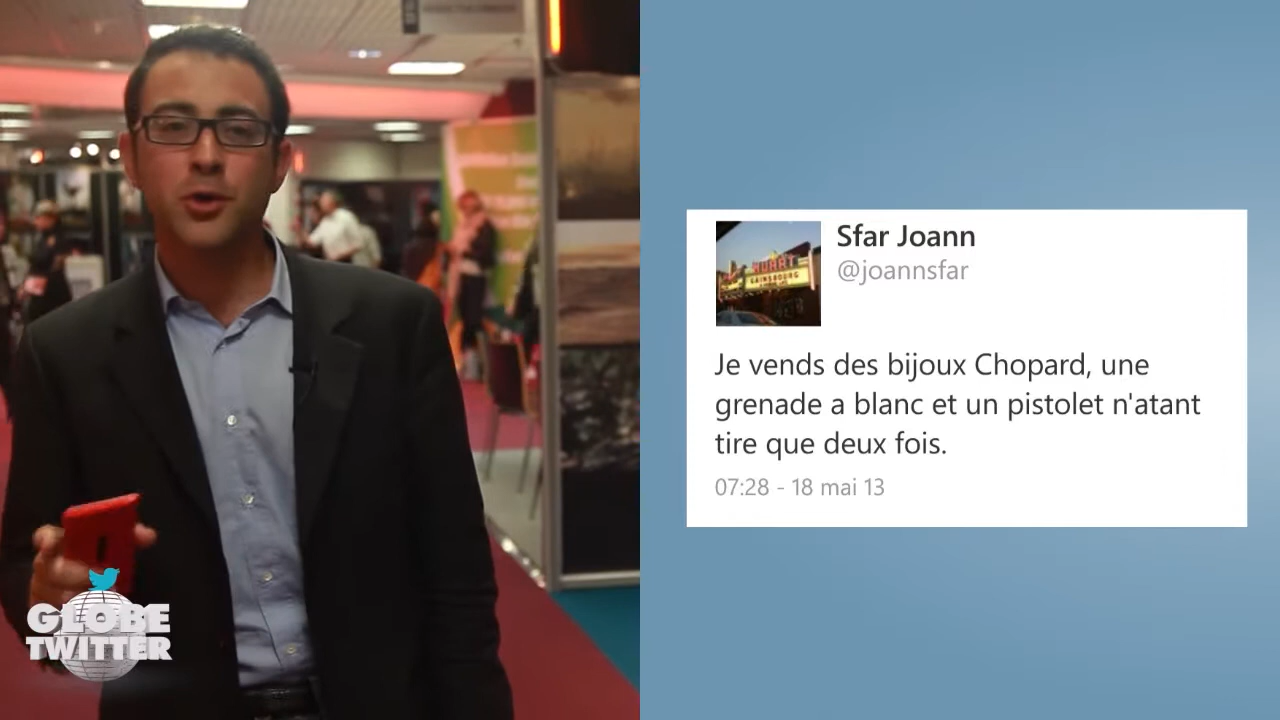 GLOBE
TWITTER
Sfar Joann
@joannsfar
Je vends des bijoux Chopard, une
grenade a blanc et un pistolet n'atant
tire que deux fois.
07:28 - 18 mai 13
GAINSBOURG